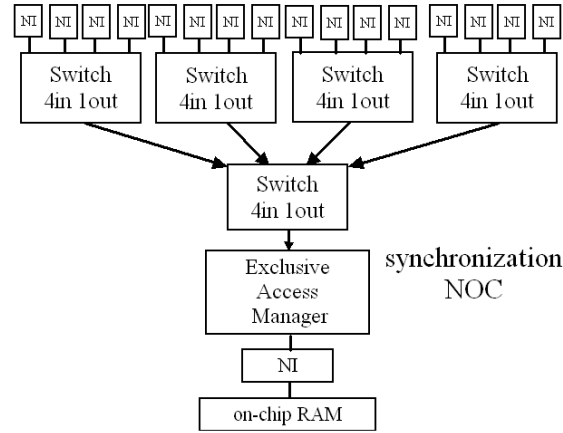 NI NI NI NI NI NI NI NI NI NI NI NI NI NI NI NI
Switch Switch Switch Switch
4in 1out 4in 1out 4in 1out 4in 1out
Switch
4in 1out
Exclusive
Access
Manager
synchronization
NOC
NI
on-chip RAM